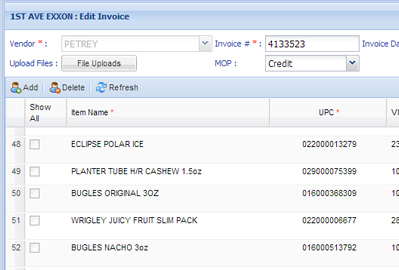 1ST AVE EXXON : Edit Invoice
Vendor * : PETREY Invoice # * : 4133523 Invoice Da
Upload Files : File Uploads MOP : Credit
Add Delete Refresh
Show All Item Name * UPC *
48 ECLIPSE POLAR ICE 022000013279 23
49 PLANTER TUBE H/R CASHEW 1.5oz 029000075399 10
50 BUGLES ORIGINAL 3OZ 016000368309 10
51 WRIGLEY JUICY FRUIT SLIM PACK 022000006677 28
52 BUGLES NACHO 3oz 016000513792 10